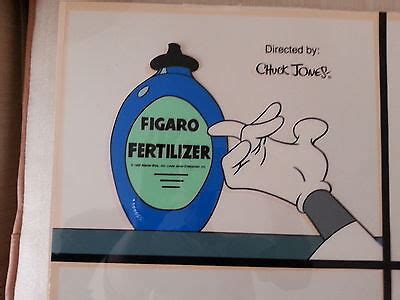 FIGARO
FERTILIZER
Directed by:
CHUCK JONES